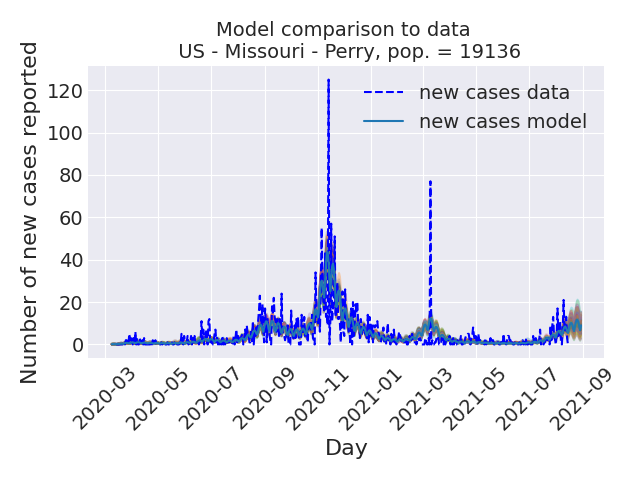 Model comparison to data
US - Missouri - Perry, pop. = 19136
Number of new cases reported
120
100
80
60
40
20
0
new cases data
new cases model
2020-03
2020-05
2020-07
2020-09
2020-11
2021-01
2021-03
2021-05
2021-07
2021-09
Day